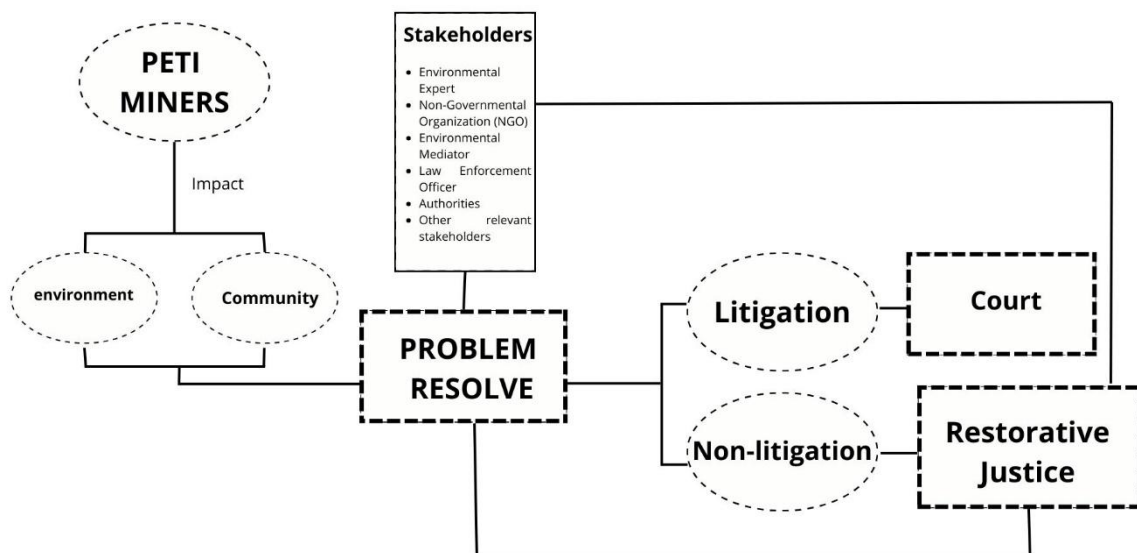 PETI
MINERS
Impact
environment
Community
Stakeholders
• Environmental
Expert
• Non-Governmental
Organization (NGO)
• Environmental
Mediator
• Law Enforcement
Officer
• Authorities
• Other relevant
stakeholders
PROBLEM
RESOLVE
Litigation
Court
Non-litigation
Restorative
Justice